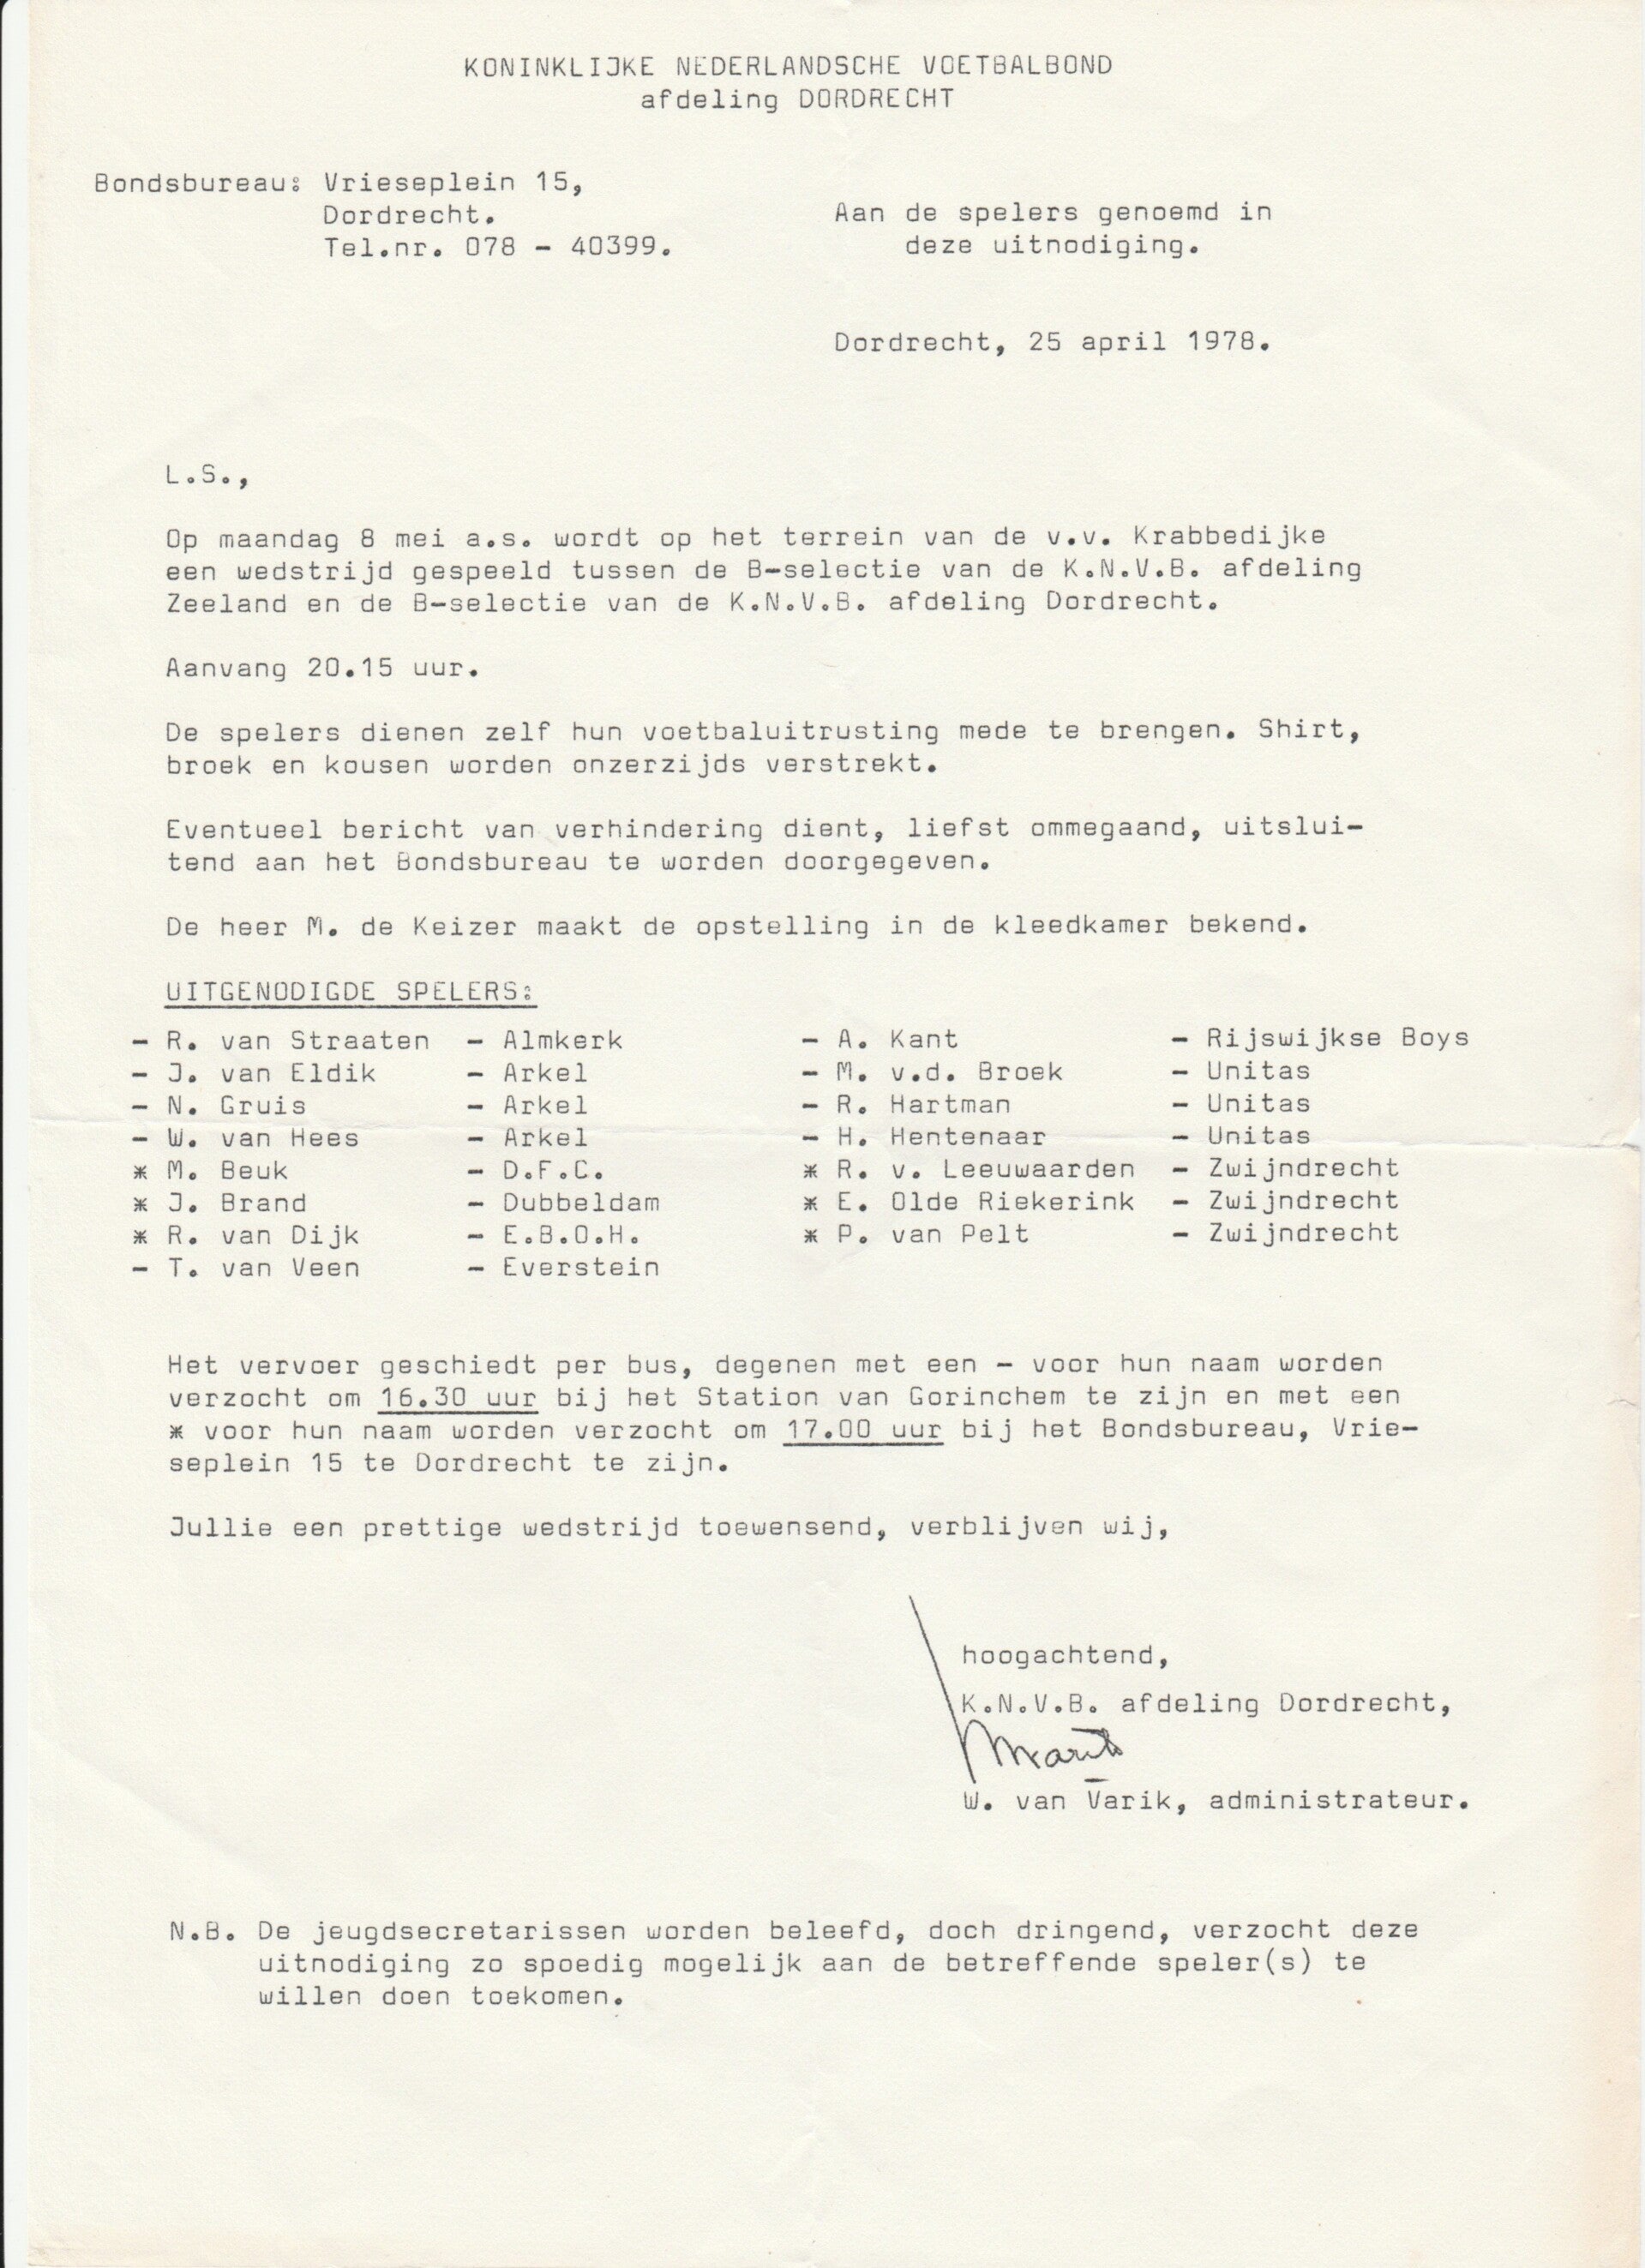 KONINKLIJKE NEDERLANDSCHE VOETBALBOND
afdeling DORDRECHT
Bondsbureau: Vrieseplein 15,
Dordrecht.
Tel.nr. 078 - 40399.
Aan de spelers genoemd in
deze uitnodiging.
Dordrecht, 25 april 1978.
L.S.,
Op maandag 8 mei a.s. wordt op het terrein van de v.v. Krabbedijke
een wedstrijd gespeeld tussen de B-selectie van de K.N.V.B. afdeling
Zeeland en de B-selectie van de K.N.V.B. afdeling Dordrecht.
Aanvang 20.15 uur.
De spelers dienen zelf hun voetbaluitrusting mede te brengen. Shirt,
broek en kousen worden onzerzijds verstrekt.
Eventueel bericht van verhindering dient, liefst ommegaand, uitslui-
tend aan het Bondsbureau te worden doorgegeven.
De heer M. de Keizer maakt de opstelling in de kleedkamer bekend.
UITGENODIGDE SPELERS:
- R. van Straaten - Almkerk - A. Kant - Rijswijkse Boys
- J. van Eldik - Arkel - M. v.d. Broek - Unitas
- N. Gruis - Arkel - R. Hartman - Unitas
- W. van Hees - Arkel - H. Hentenaar - Unitas
* M. Beuk - D.F.C. * R. v. Leeuwaarden - Zwijndrecht
* J. Brand - Dubbeldam * E. Olde Riekerink - Zwijndrecht
* R. van Dijk - E.B.O.H. * P. van Pelt - Zwijndrecht
- T. van Veen - Everstein
Het vervoer geschiedt per bus, degenen met een - voor hun naam worden
verzocht om 16.30 uur bij het Station van Gorinchem te zijn en met een
* voor hun naam worden verzocht om 17.00 uur bij het Bondsbureau, Vrie-
seplein 15 te Dordrecht te zijn.
Jullie een prettige wedstrijd toewensend, verblijven wij,
hoogachtend,
K.N.V.B. afdeling Dordrecht,
W. van Varik, administrateur.
N.B. De jeugdsecretarissen worden beleefd, doch dringend, verzocht deze
uitnodiging zo spoedig mogelijk aan de betreffende speler(s) te
willen doen toekomen.